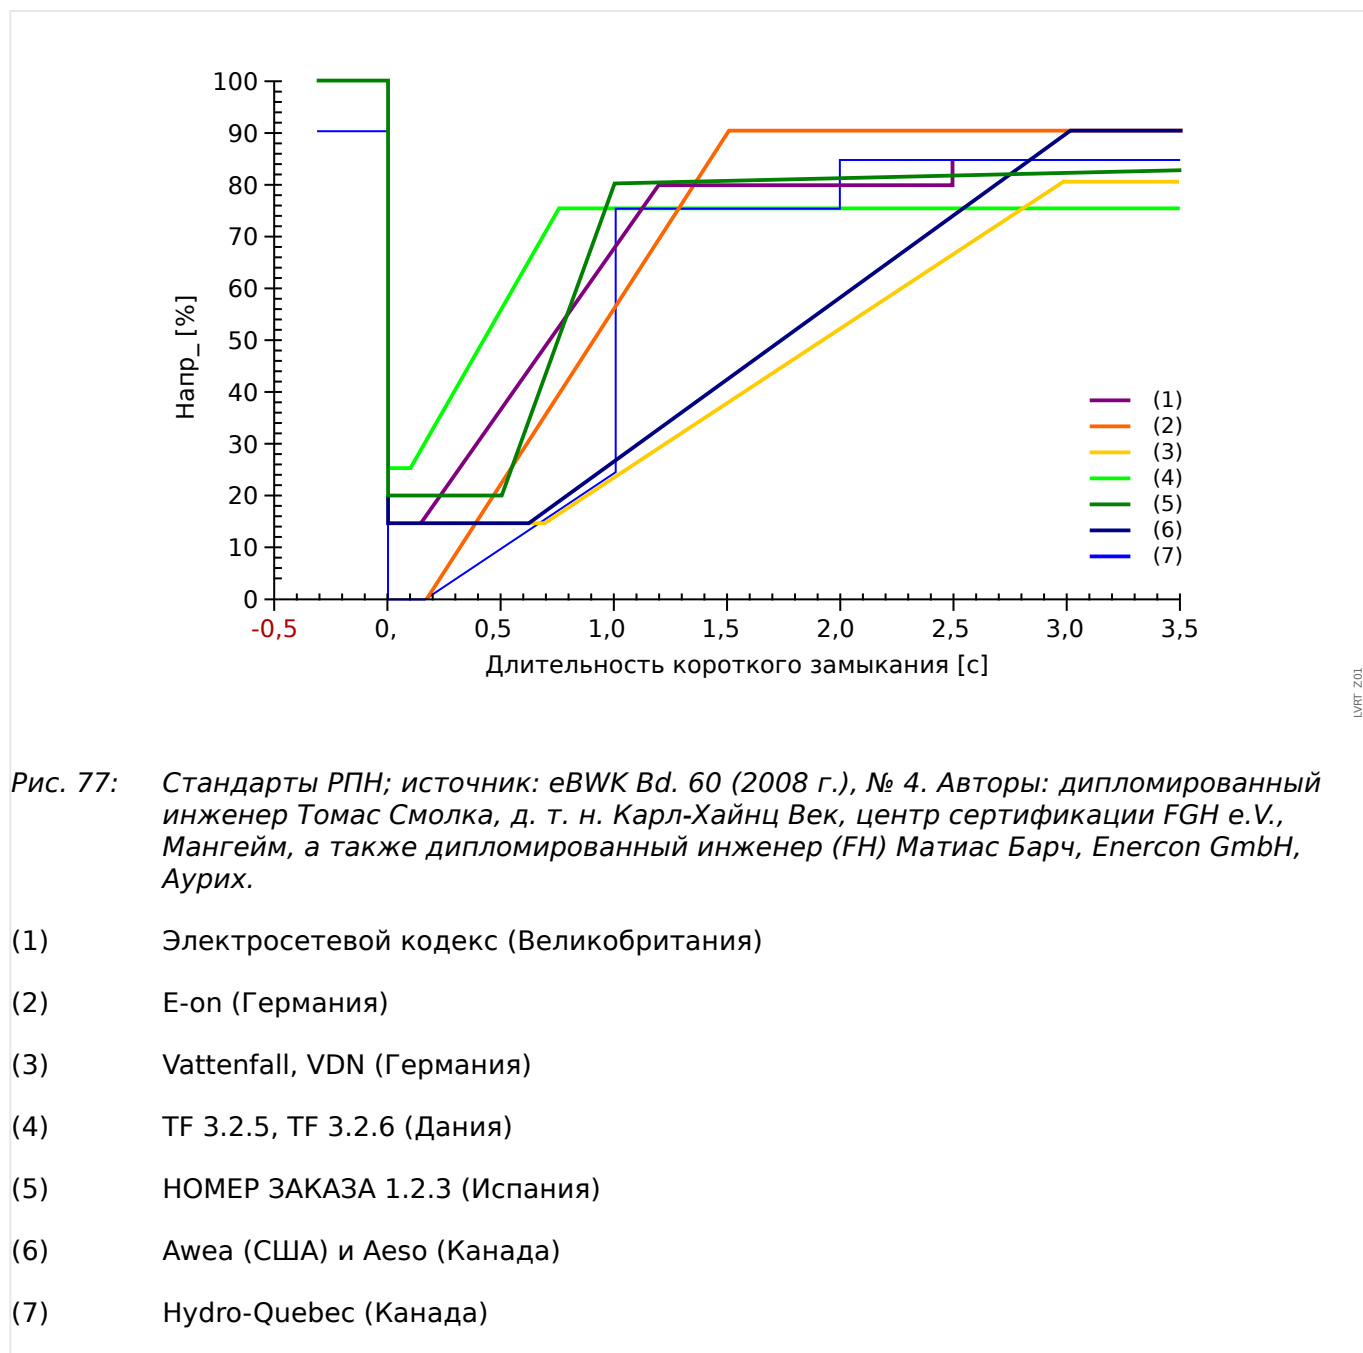 100
90
80
70
60
50
40
30
20
10
0
Напр_ [%]
-0,5 0, 0,5 1,0 1,5 2,0 2,5 3,0 3,5
Длительность короткого замыкания [с]
(1)
(2)
(3)
(4)
(5)
(6)
(7)
LVRT_Z01
Рис. 77: Стандарты РПН; источник: eBWK Bd. 60 (2008 г.), № 4. Авторы: дипломированный
инженер Томас Смолка, д. т. н. Карл-Хайнц Век, центр сертификации FGH e.V.,
Мангейм, а также дипломированный инженер (FH) Матиас Барч, Enercon GmbH,
Аурих.
(1) Электросетевой кодекс (Великобритания)
(2) E-on (Германия)
(3) Vattenfall, VDN (Германия)
(4) TF 3.2.5, TF 3.2.6 (Дания)
(5) НОМЕР ЗАКАЗА 1.2.3 (Испания)
(6) Awea (США) и Aeso (Канада)
(7) Hydro-Quebec (Канада)